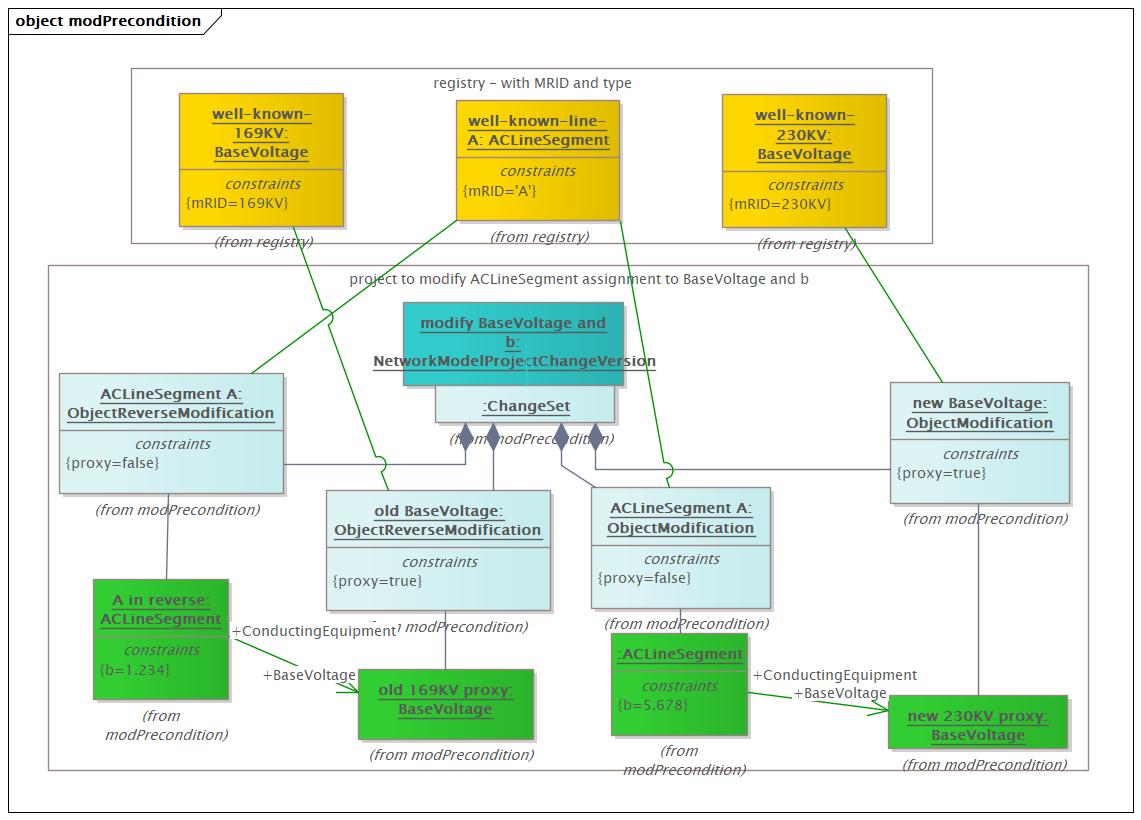 object modPrecondition
registry – with MRID and type
well-known-
169KV:
BaseVoltage
constraints
{mRID=169KV}
(from registry)
well-known-line-
A: ACLineSegment
constraints
{mRID='A'}
(from registry)
well-known-
230KV:
BaseVoltage
constraints
{mRID=230KV}
(from registry)
project to modify ACLineSegment assignment to BaseVoltage and b
modify BaseVoltage and
b:
NetworkModelProjectChangeVersion
:ChangeSet
(from modPrecondition)
ACLineSegment A:
ObjectReverseModification
constraints
{proxy=false}
(from modPrecondition)
new BaseVoltage:
ObjectModification
constraints
{proxy=true}
(from modPrecondition)
old BaseVoltage:
ObjectReverseModification
constraints
{proxy=true}
modPrecondition)
ACLineSegment A:
ObjectModification
constraints
{proxy=false}
(from modPrecondition)
A in reverse:
ACLineSegment
constraints
{b=1.234}
(from
modPrecondition)
+ConductingEquipment
+BaseVoltage
old 169KV proxy:
BaseVoltage
(from modPrecondition)
:ACLineSegment
constraints
{b=5.678}
(from
modPrecondition)
+ConductingEquipment
+BaseVoltage
new 230KV proxy:
BaseVoltage
(from modPrecondition)